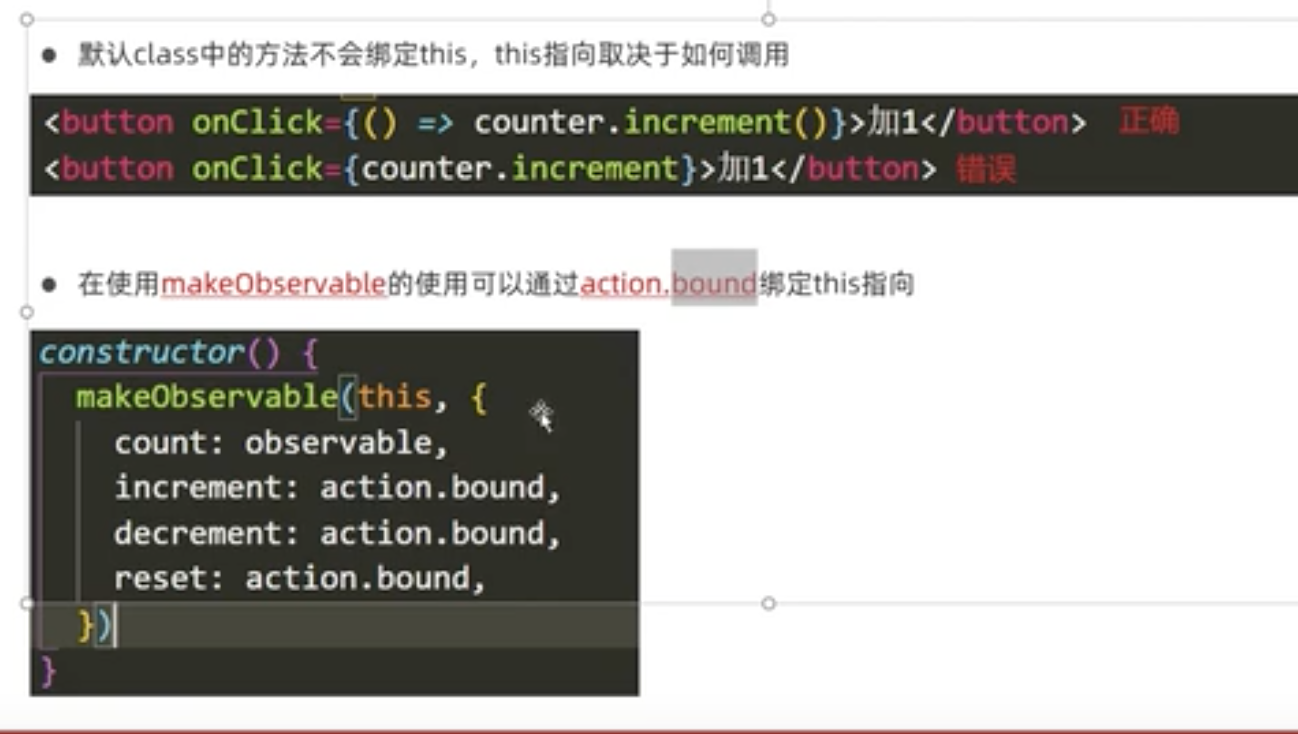 默认class中的方法不会绑定this，this指向取决于如何调用
<button onClick={() => counter.increment()}>加1</button> 正确
<button onClick={counter.increment}>加1</button> 错误
在使用makeObservable的使用可以通过action.bound绑定this指向
constructor() {
makeObservable(this, {
count: observable,
increment: action.bound,
decrement: action.bound,
reset: action.bound,
})
}